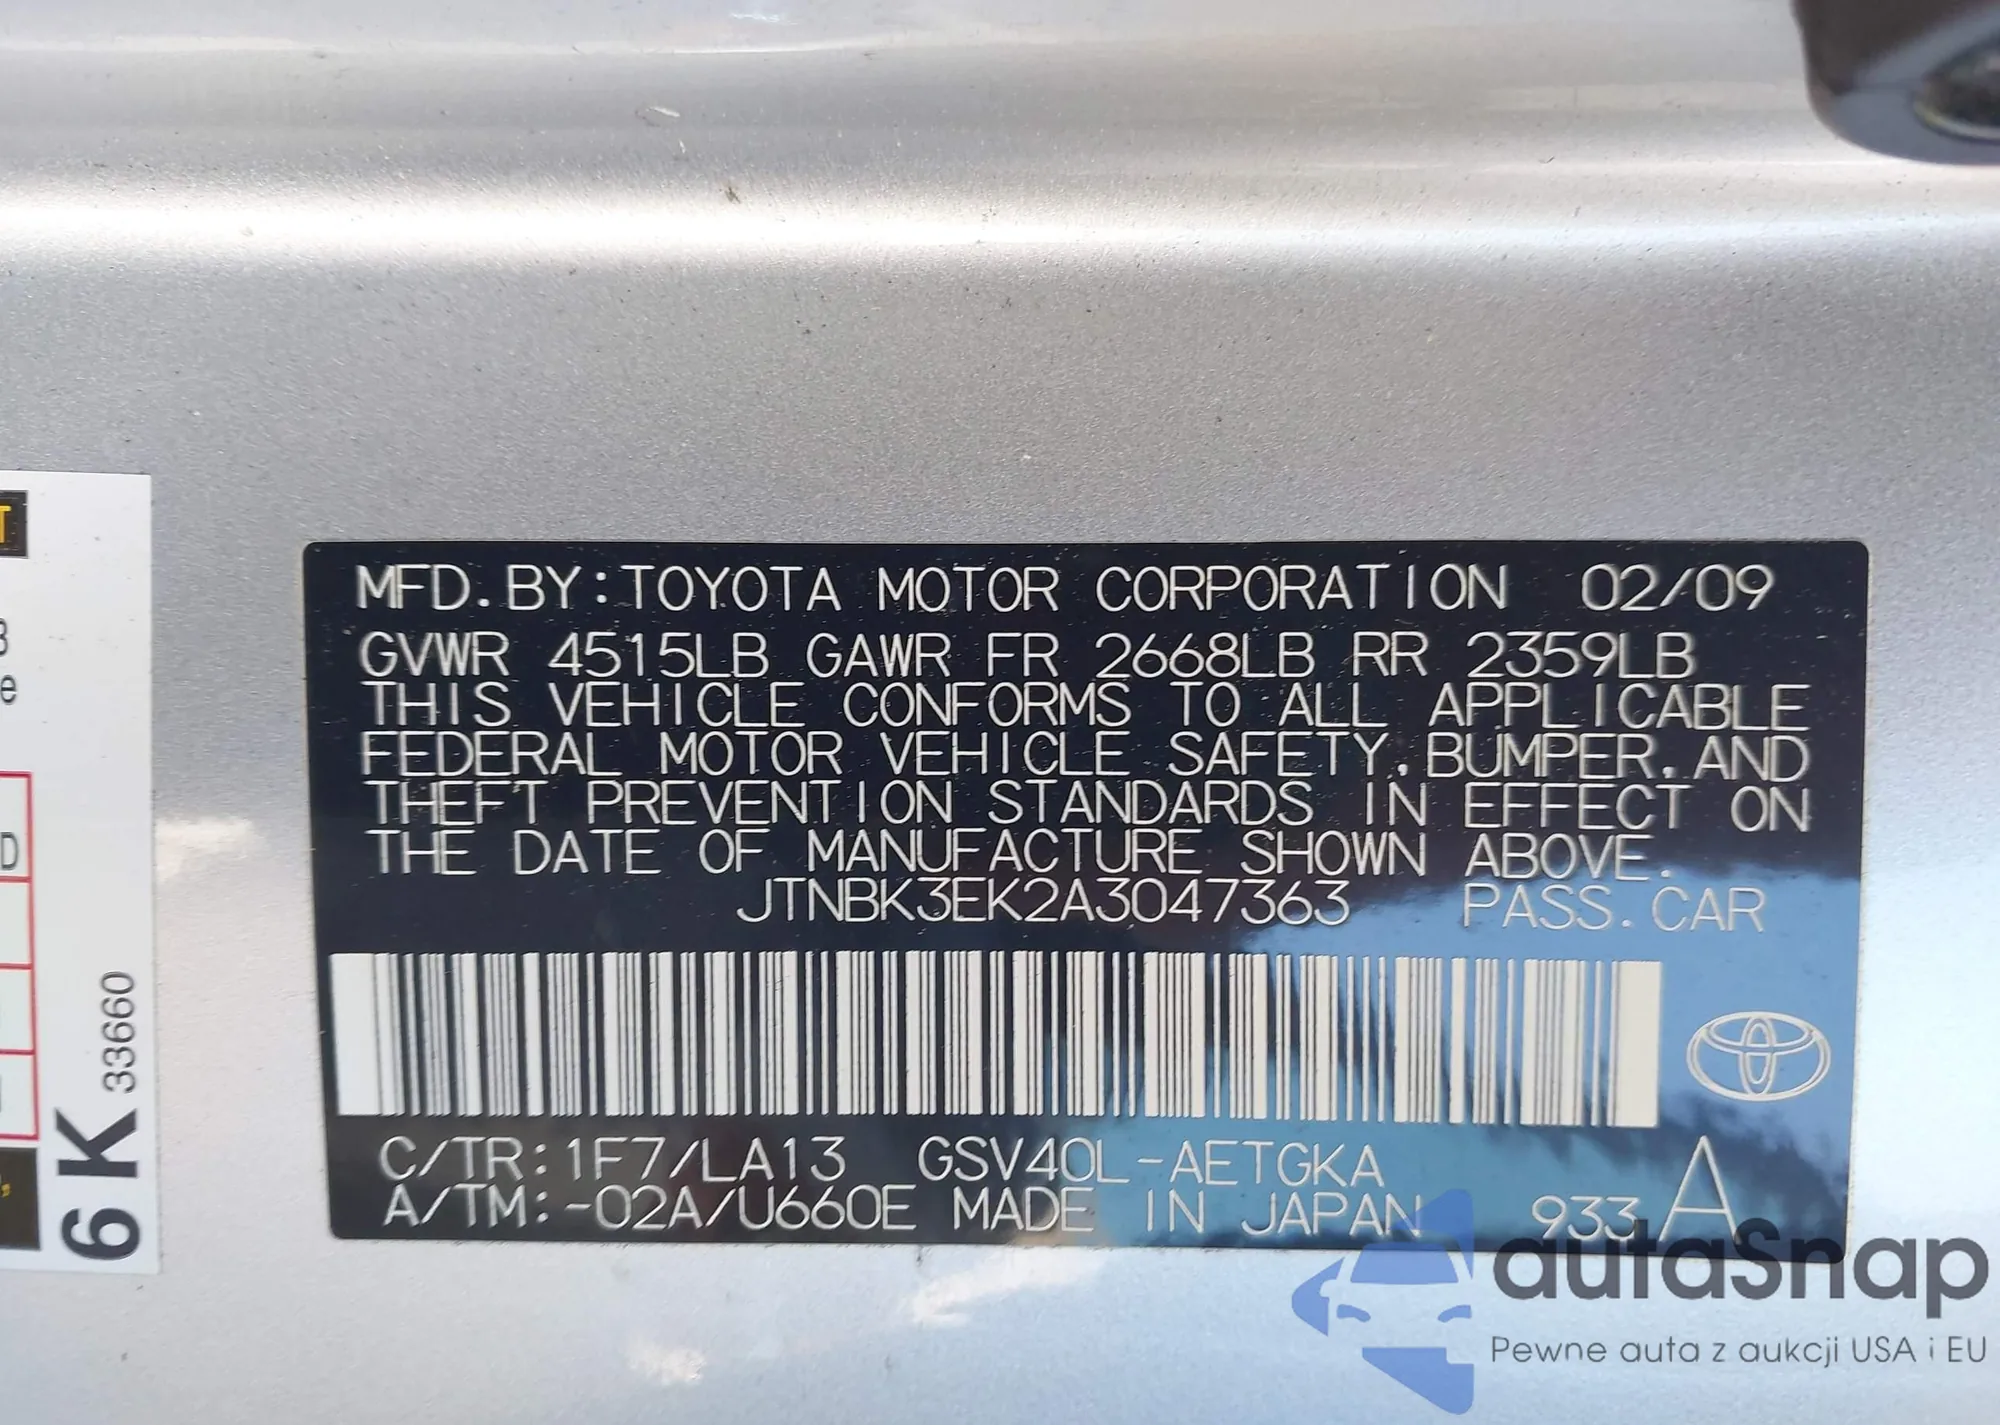 MFD. BY:TOYOTA MOTOR CORPORATION 02/09
GVWR 4515LB GAWR FR 2668LB RR 2359LB
THIS VEHICLE CONFORMS TO ALL APPLICABLE
FEDERAL MOTOR VEHICLE SAFETY, BUMPER, AND
THEFT PREVENTION STANDARDS IN EFFECT ON
THE DATE OF MANUFACTURE SHOWN ABOVE.
JTNBK3EK2A3047363 PASS. CAR
C/TR:1F7/LA13 GSV40L-AETGKA
A/TM:-02A/U660E MADE IN JAPAN 933 A
6 K 33660
autaSnap
Pewne auta z aukcji USA i EU